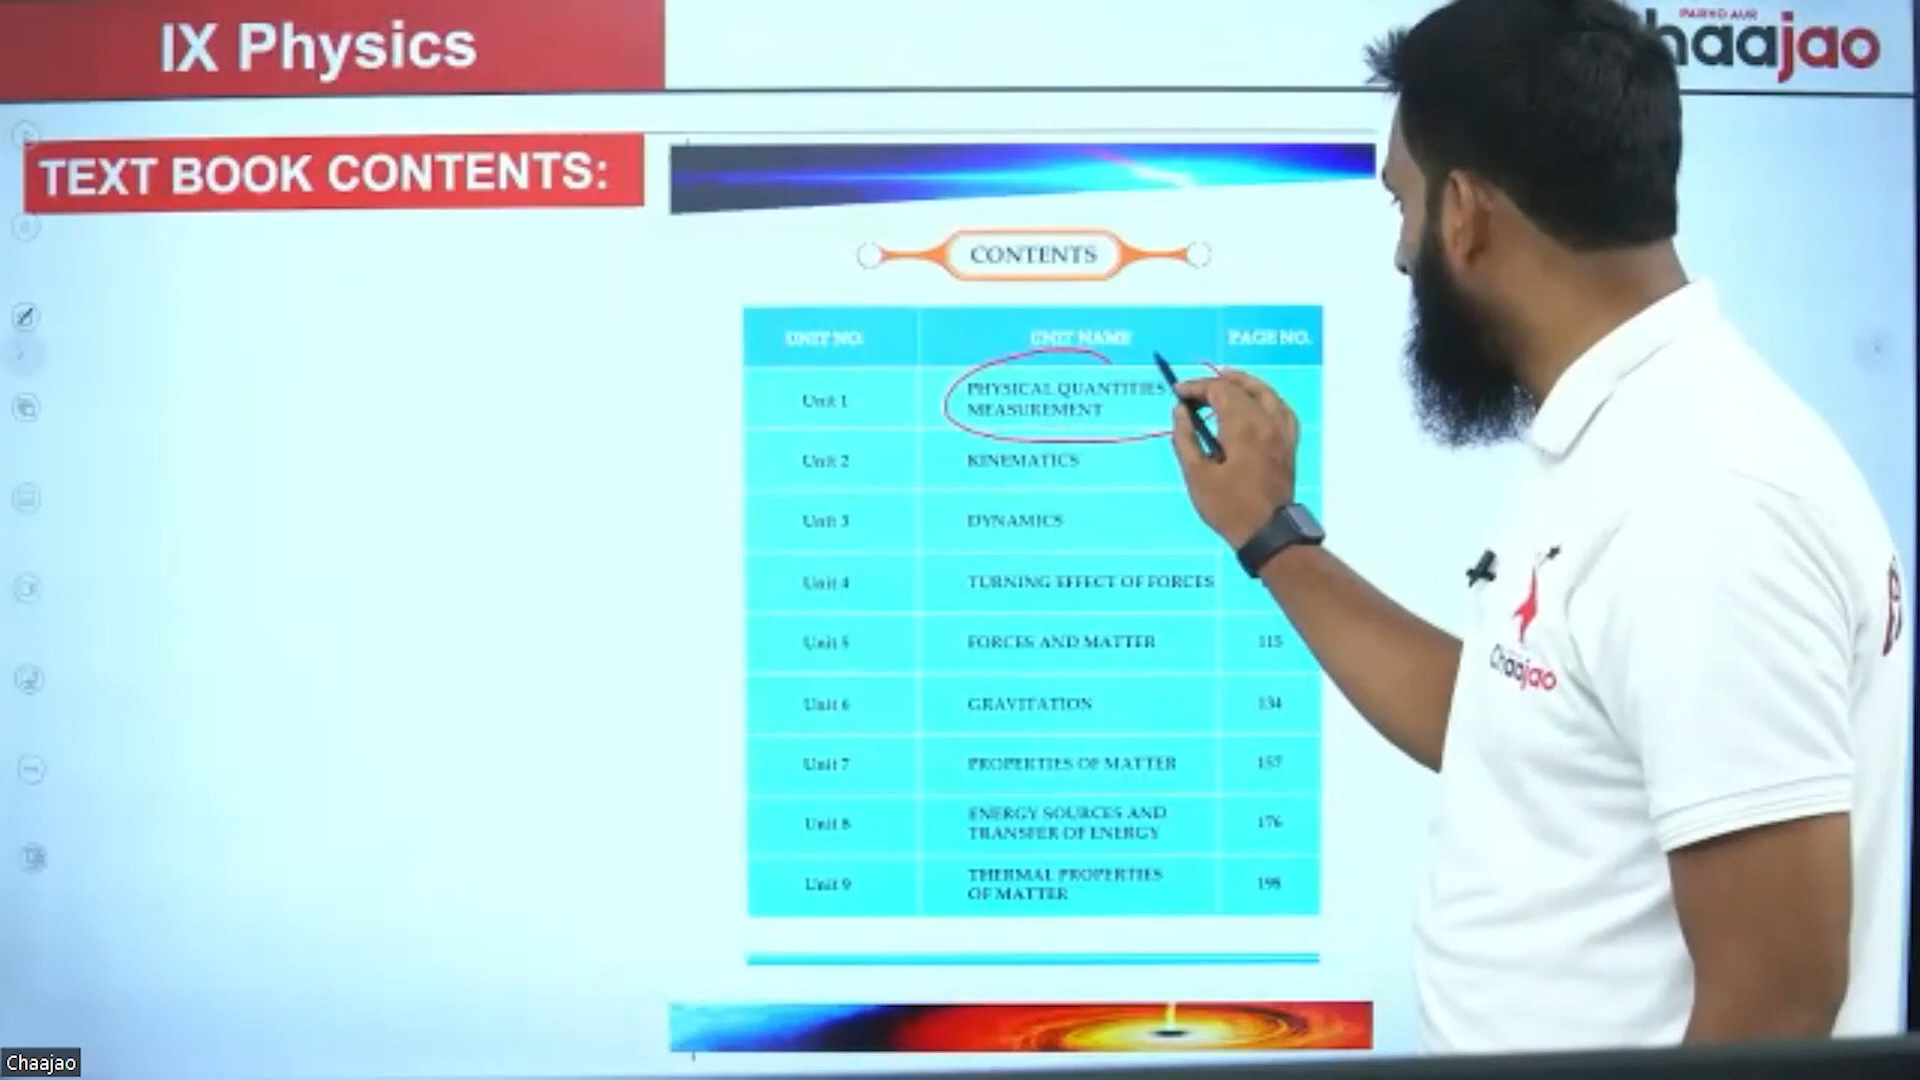 IX Physics
PARHO AUR
haajao
TEXT BOOK CONTENTS:
CONTENTS
UNIT NO. UNIT NAME PAGE NO.
Unit 1 PHYSICAL QUANTITIES
MEASUREMENT
Unit 2 KINEMATICS
Unit 3 DYNAMICS
Unit 4 TURNING EFFECT OF FORCES
Unit 5 FORCES AND MATTER 115
Unit 6 GRAVITATION 134
Unit 7 PROPERTIES OF MATTER 157
Unit 8 ENERGY SOURCES AND
TRANSFER OF ENERGY 176
Unit 9 THERMAL PROPERTIES
OF MATTER 198
Chaajao
Chaajao